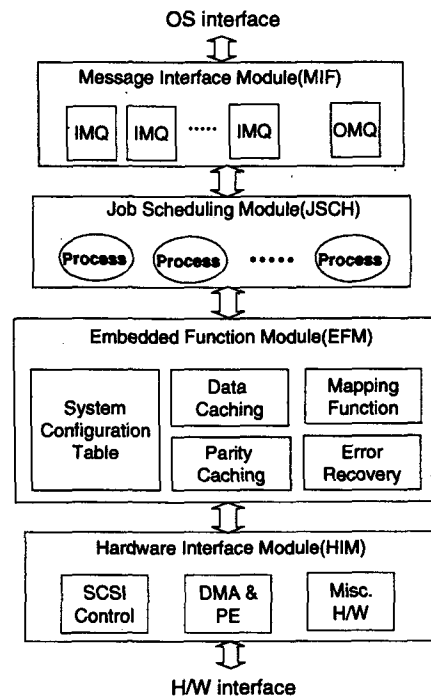 OS interface
Message Interface Module(MIF)
IMQ IMQ ..... IMQ OMQ
Job Scheduling Module(JSCH)
Process Process ..... Process
Embedded Function Module(EFM)
System
Configuration
Table
Data
Caching
Mapping
Function
Parity
Caching
Error
Recovery
Hardware Interface Module(HIM)
SCSI
Control
DMA &
PE
Misc.
H/W
H/W interface